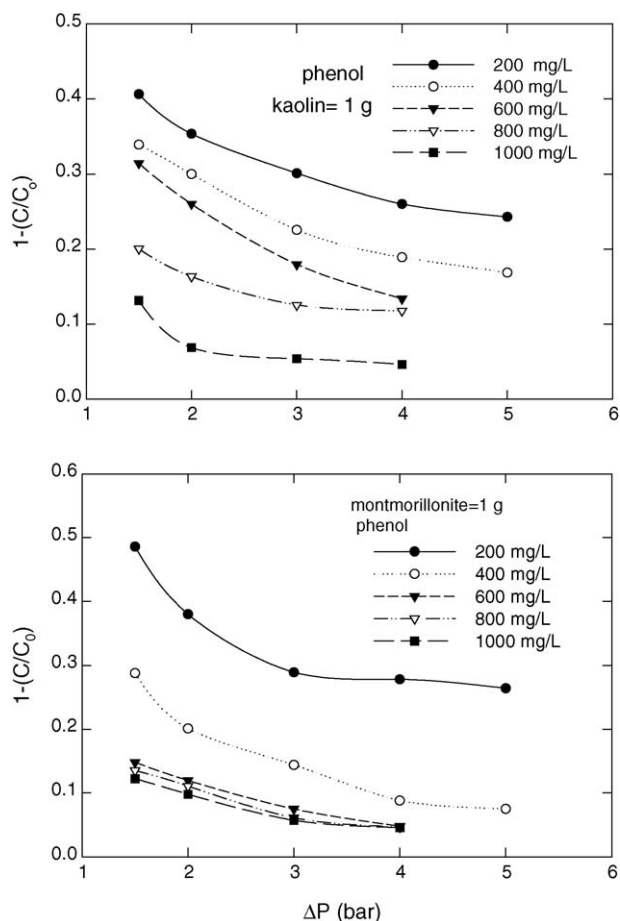 0.5
0.4
0.3
0.2
0.1
0.0
1-(C/Co)
phenol
kaolin= 1 g
200 mg/L
400 mg/L
600 mg/L
800 mg/L
1000 mg/L
1 2 3 4 5 6
0.6
0.5
0.4
0.3
0.2
0.1
0.0
1-(C/C0)
montmorillonite=1 g
phenol
200 mg/L
400 mg/L
600 mg/L
800 mg/L
1000 mg/L
1 2 3 4 5 6
ΔP (bar)